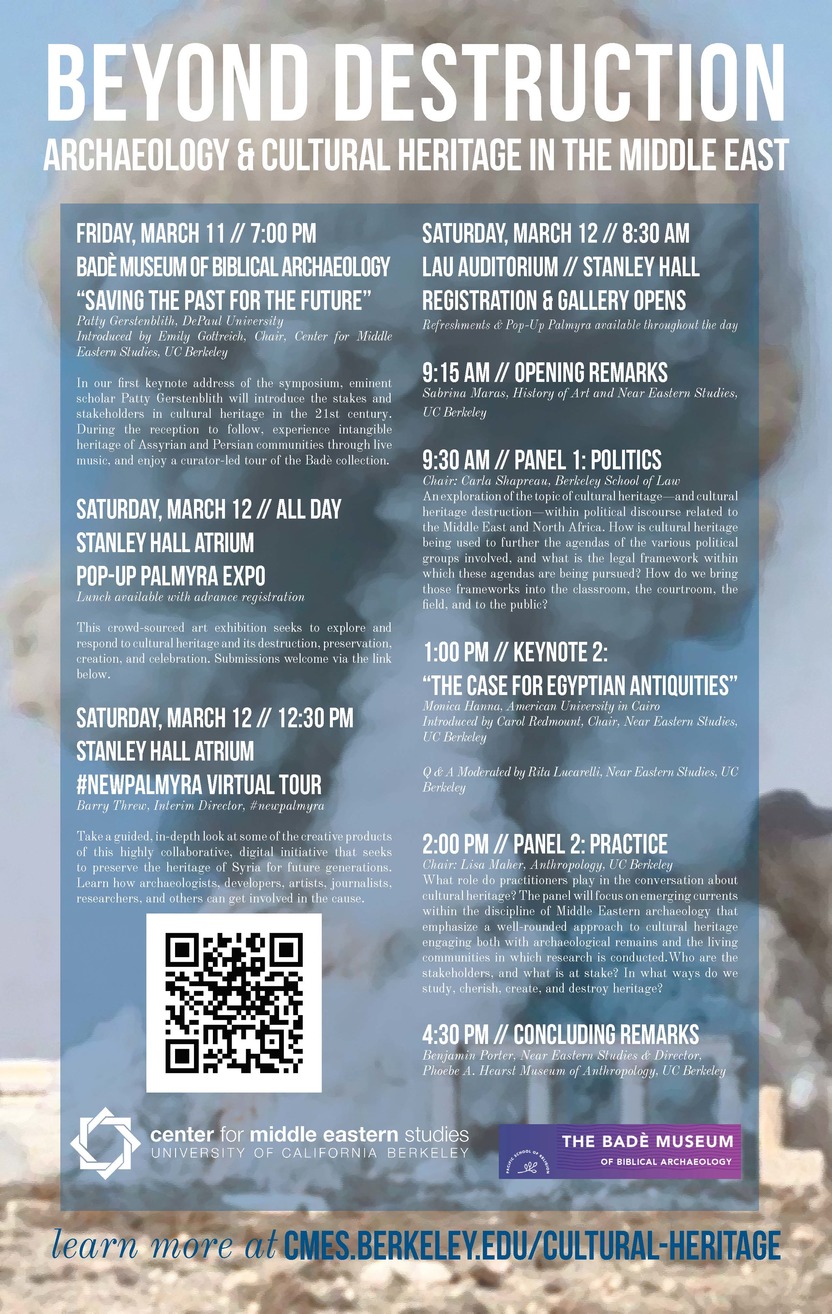 BEYOND DESTRUCTION
ARCHAEOLOGY & CULTURAL HERITAGE IN THE MIDDLE EAST
FRIDAY, MARCH 11 // 7:00 PM
BADÈ MUSEUM OF BIBLICAL ARCHAEOLOGY
“SAVING THE PAST FOR THE FUTURE”
Patty Gerstenblith, DePaul University
Introduced by Emily Gottreich, Chair, Center for Middle
Eastern Studies, UC Berkeley
In our first keynote address of the symposium, eminent
scholar Patty Gerstenblith will introduce the stakes and
stakeholders in cultural heritage in the 21st century.
During the reception to follow, experience intangible
heritage of Assyrian and Persian communities through live
music, and enjoy a curator-led tour of the Badè collection.
SATURDAY, MARCH 12 // ALL DAY
STANLEY HALL ATRIUM
POP-UP PALMYRA EXPO
Lunch available with advance registration
This crowd-sourced art exhibition seeks to explore and
respond to cultural heritage and its destruction, preservation,
creation, and celebration. Submissions welcome via the link
below.
SATURDAY, MARCH 12 // 12:30 PM
STANLEY HALL ATRIUM
#NEWPALMYRA VIRTUAL TOUR
Barry Threw, Interim Director, #newpalmyra
Take a guided, in-depth look at some of the creative products
of this highly collaborative, digital initiative that seeks
to preserve the heritage of Syria for future generations.
Learn how archaeologists, developers, artists, journalists,
researchers, and others can get involved in the cause.
SATURDAY, MARCH 12 // 8:30 AM
LAU AUDITORIUM // STANLEY HALL
REGISTRATION & GALLERY OPENS
Refreshments & Pop-Up Palmyra available throughout the day
9:15 AM // OPENING REMARKS
Sabrina Maras, History of Art and Near Eastern Studies,
UC Berkeley
9:30 AM // PANEL 1: POLITICS
Chair: Carla Shapreau, Berkeley School of Law
An exploration of the topic of cultural heritage—and cultural
heritage destruction—within political discourse related to
the Middle East and North Africa. How is cultural heritage
being used to further the agendas of the various political
groups involved, and what is the legal framework within
which these agendas are being pursued? How do we bring
those frameworks into the classroom, the courtroom, the
field, and to the public?
1:00 PM // KEYNOTE 2:
“THE CASE FOR EGYPTIAN ANTIQUITIES”
Monica Hanna, American University in Cairo
Introduced by Carol Redmount, Chair, Near Eastern Studies,
UC Berkeley
Q & A Moderated by Rita Lucarelli, Near Eastern Studies, UC
Berkeley
2:00 PM // PANEL 2: PRACTICE
Chair: Lisa Maher, Anthropology, UC Berkeley
What role do practitioners play in the conversation about
cultural heritage? The panel will focus on emerging currents
within the discipline of Middle Eastern archaeology that
emphasize a well-rounded approach to cultural heritage
engaging both with archaeological remains and the living
communities in which research is conducted.Who are the
stakeholders, and what is at stake? In what ways do we
study, cherish, create, and destroy heritage?
4:30 PM // CONCLUDING REMARKS
Benjamin Porter, Near Eastern Studies & Director,
Phoebe A. Hearst Museum of Anthropology, UC Berkeley
center for middle eastern studies
UNIVERSITY OF CALIFORNIA BERKELEY
PACIFIC SCHOOL OF RELIGION
THE BADÈ MUSEUM
OF BIBLICAL ARCHAEOLOGY
learn more at CMES.BERKELEY.EDU/CULTURAL-HERITAGE